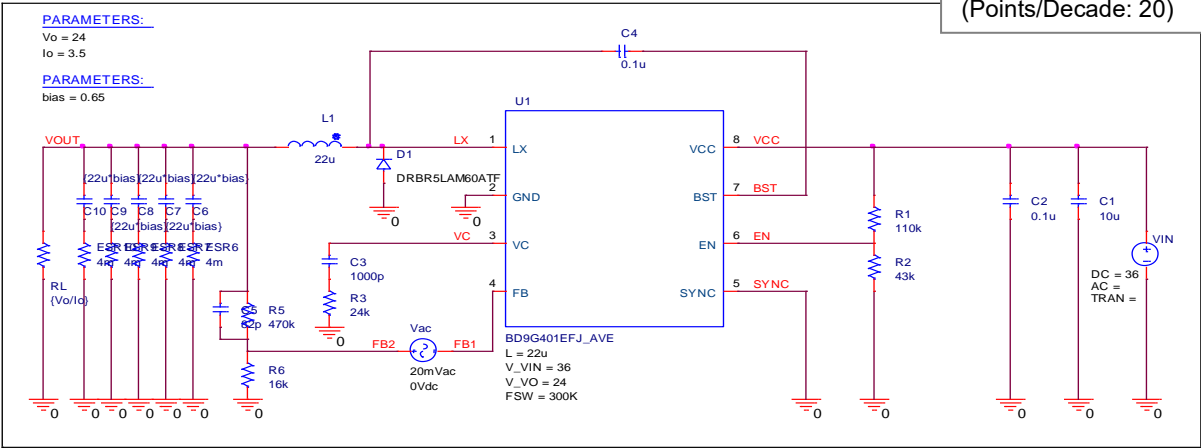 (Points/Decade: 20)
PARAMETERS:
Vo = 24
Io = 3.5
PARAMETERS:
bias = 0.65
C4
0.1u
U1
L1
22u
VOUT
LX
1
LX
VCC
8
VCC
D1
DRBR5LAM60ATF
2
GND
BST
7
BST
0
0
{22u*bias}
{22u*bias}
{22u*bias}
C10
C9
C8
C7
C6
{22u*bias}
{22u*bias}
ESR9
ESR8
ESR7
ESR6
4m
4m
4m
4m
4m
RL
{Vo/Io}
VC
3
VC
EN
6
EN
C3
1000p
R3
24k
0
4
FB
SYNC
5
SYNC
R1
110k
R2
43k
C2
0.1u
C1
10u
VIN
DC = 36
AC =
TRAN =
R5
470k
Vac
FB2
FB1
20mVac
0Vdc
R6
16k
BD9G401EFJ_AVE
L = 22u
V_VIN = 36
V_VO = 24
FSW = 300K
0
0
0
0
0
0
0
0
0
0
0
0